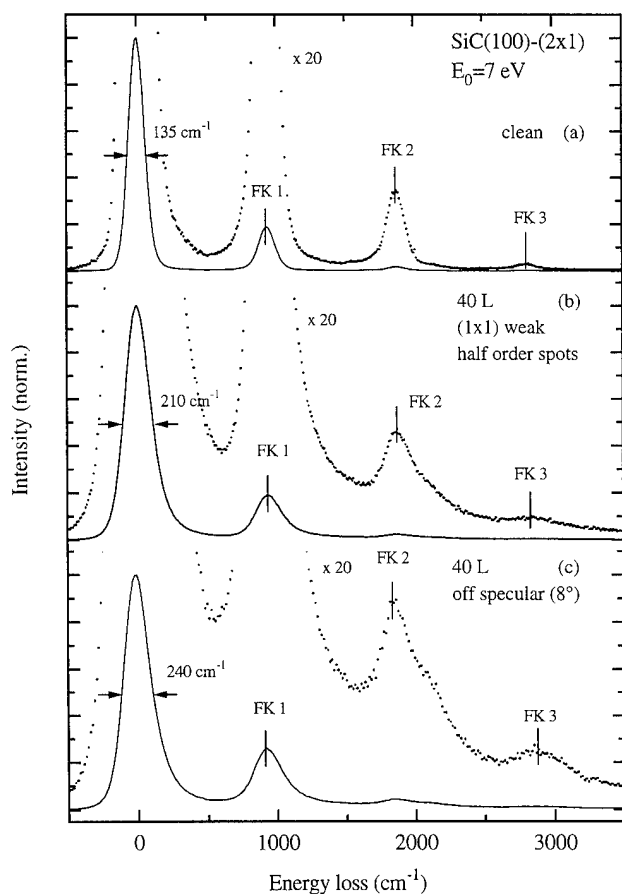 SiC(100)-(2x1)
E₀=7 eV
x 20
clean (a)
135 cm⁻¹
FK 1
FK 2
FK 3
40 L (b)
(1x1) weak
half order spots
x 20
210 cm⁻¹
FK 1
FK 2
FK 3
40 L (c)
off specular (8°)
x 20
240 cm⁻¹
FK 1
FK 2
FK 3
Intensity (norm.)
0 1000 2000 3000
Energy loss (cm⁻¹)